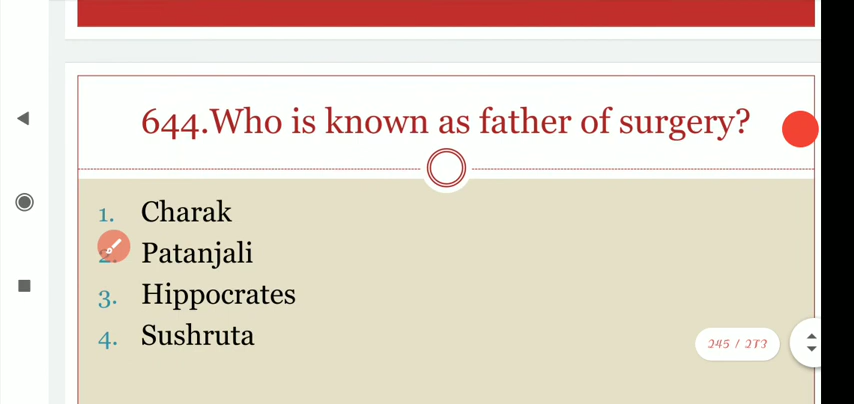 644.Who is known as father of surgery?
1. Charak
2. Patanjali
3. Hippocrates
4. Sushruta
245 / 273